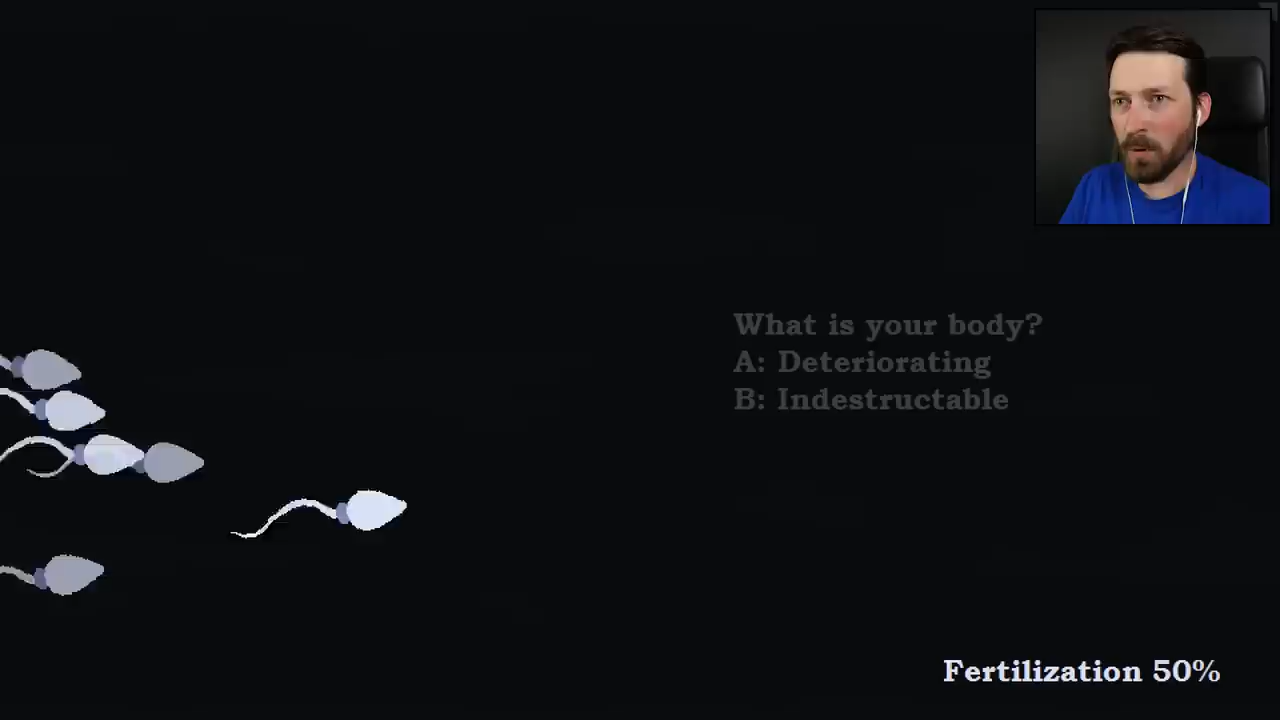 What is your body?
A: Deteriorating
B: Indestructable
Fertilization 50%